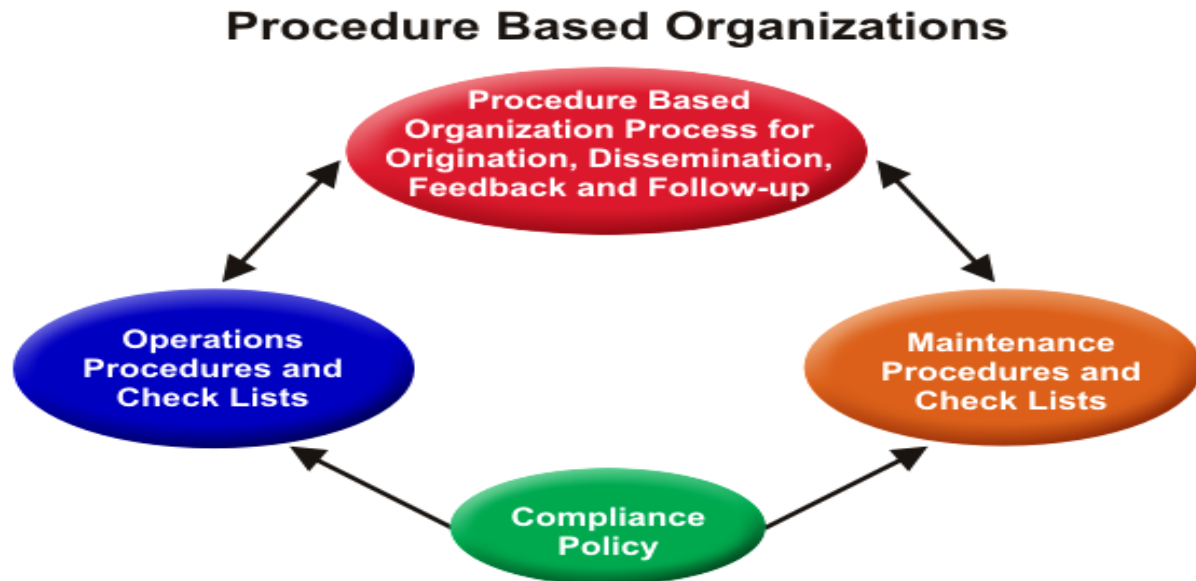 Procedure Based Organizations
Procedure Based
Organization Process for
Origination, Dissemination,
Feedback and Follow-up
Operations
Procedures and
Check Lists
Maintenance
Procedures and
Check Lists
Compliance
Policy